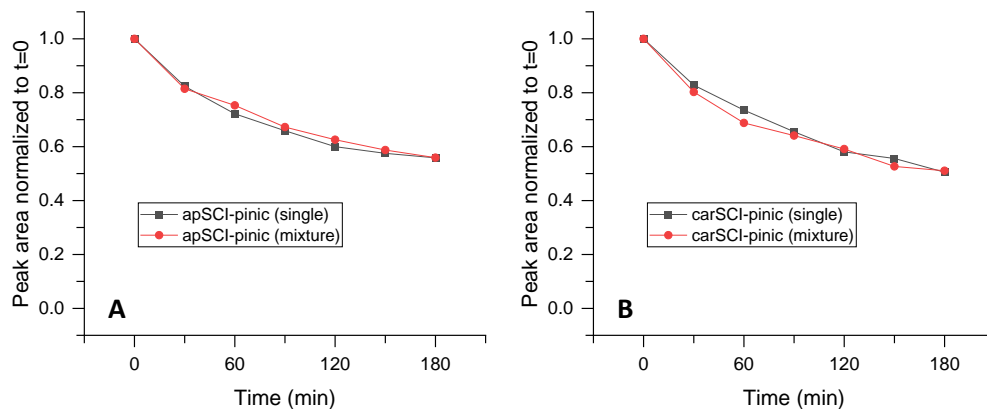 Peak area normalized to t=0
1.0
0.8
0.6
0.4
0.2
0.0
apSCI-pinic (single)
apSCI-pinic (mixture)
A
0 60 120 180
Time (min)
Peak area normalized to t=0
1.0
0.8
0.6
0.4
0.2
0.0
carSCI-pinic (single)
carSCI-pinic (mixture)
B
0 60 120 180
Time (min)